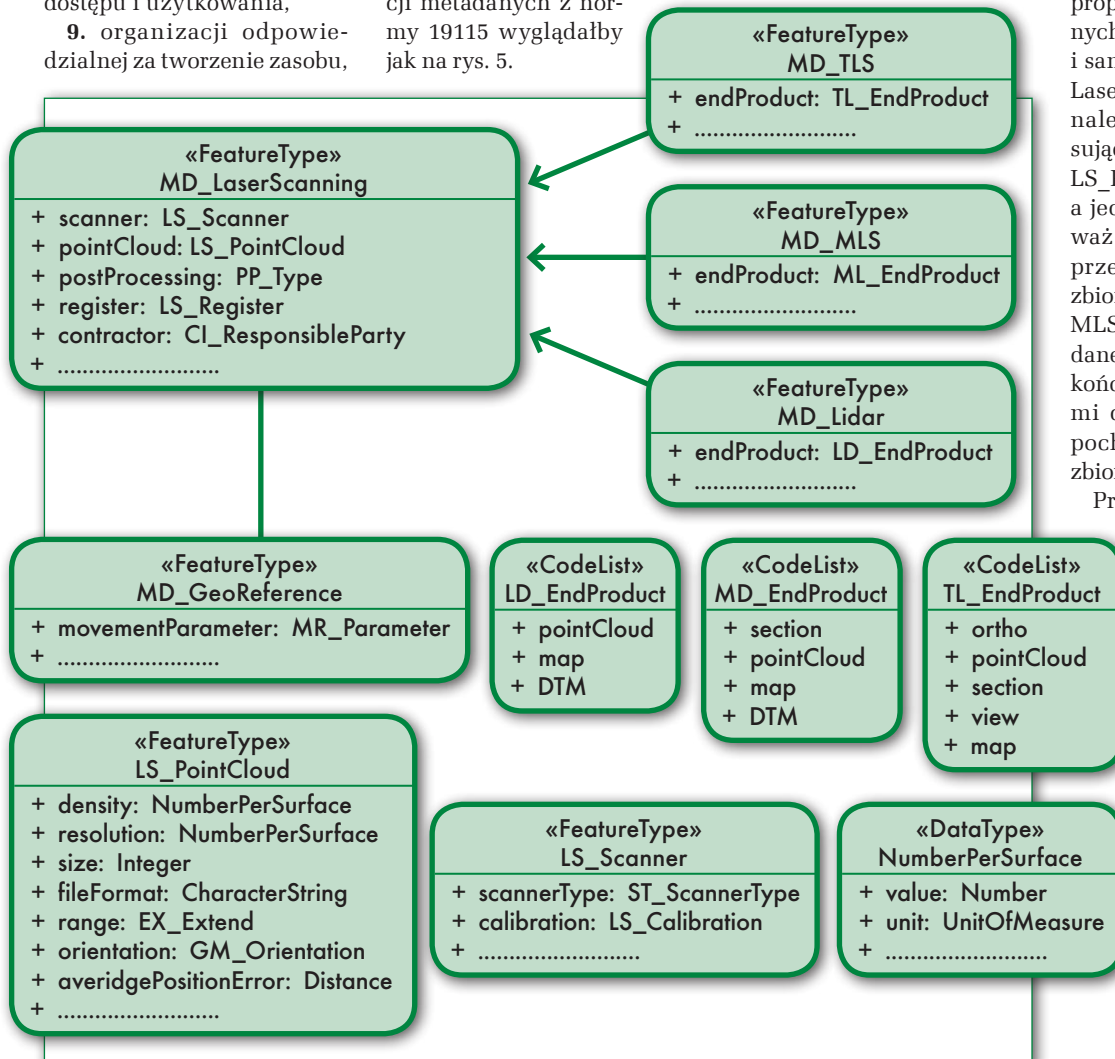 dostępu i użytkowania,
9. organizacji odpowie-
dzialnej za tworzenie zasobu,
cji metadanych z nor-
my 19115 wyglądałby
jak na rys. 5.
«FeatureType»
MD_TLS
+ endProduct: TL_EndProduct
+ ..........................
«FeatureType»
MD_LaserScanning
+ scanner: LS_Scanner
+ pointCloud: LS_PointCloud
+ postProcessing: PP_Type
+ register: LS_Register
+ contractor: CI_ResponsibleParty
+ ..........................
«FeatureType»
MD_MLS
+ endProduct: ML_EndProduct
+ ..........................
«FeatureType»
MD_Lidar
+ endProduct: LD_EndProduct
+ ..........................
«FeatureType»
MD_GeoReference
+ movementParameter: MR_Parameter
+ ..........................
«CodeList»
LD_EndProduct
+ pointCloud
+ map
+ DTM
«CodeList»
MD_EndProduct
+ section
+ pointCloud
+ map
+ DTM
«CodeList»
TL_EndProduct
+ ortho
+ pointCloud
+ section
+ view
+ map
«FeatureType»
LS_PointCloud
+ density: NumberPerSurface
+ resolution: NumberPerSurface
+ size: Integer
+ fileFormat: CharacterString
+ range: EX_Extend
+ orientation: GM_Orientation
+ averidgePositionError: Distance
+ ..........................
«FeatureType»
LS_Scanner
+ scannerType: ST_ScannerType
+ calibration: LS_Calibration
+ ..........................
«DataType»
NumberPerSurface
+ value: Number
+ unit: UnitOfMeasure
+ ..........................
prop
nych
i sar
Lase
nale
sują
LS_
a jec
waż
prze
zbio
MLS
dane
końc
mi o
poch
zbio
Pr